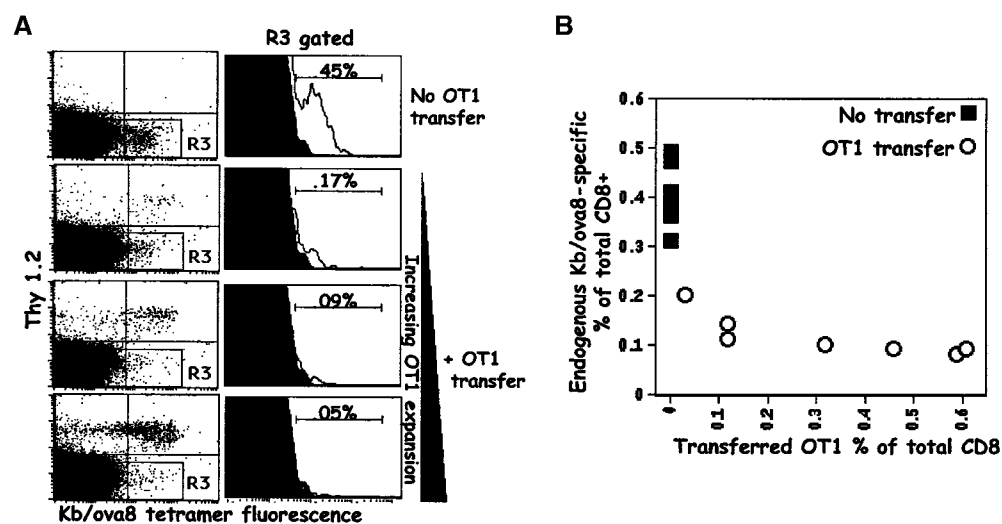 A
R3 gated
45%
R3
No OT1
transfer
.17%
R3
09%
R3
05%
R3
Thy 1.2
Increasing OT1 expansion
+ OT1
transfer
Kb/ova8 tetramer fluorescence
B
No transfer
OT1 transfer
0.6
0.5
0.4
0.3
0.2
0.1
0
Endogenous Kb/ova8-specific
% of total CD8+
0
0.1
0.2
0.3
0.4
0.5
0.6
Transferred OT1 % of total CD8